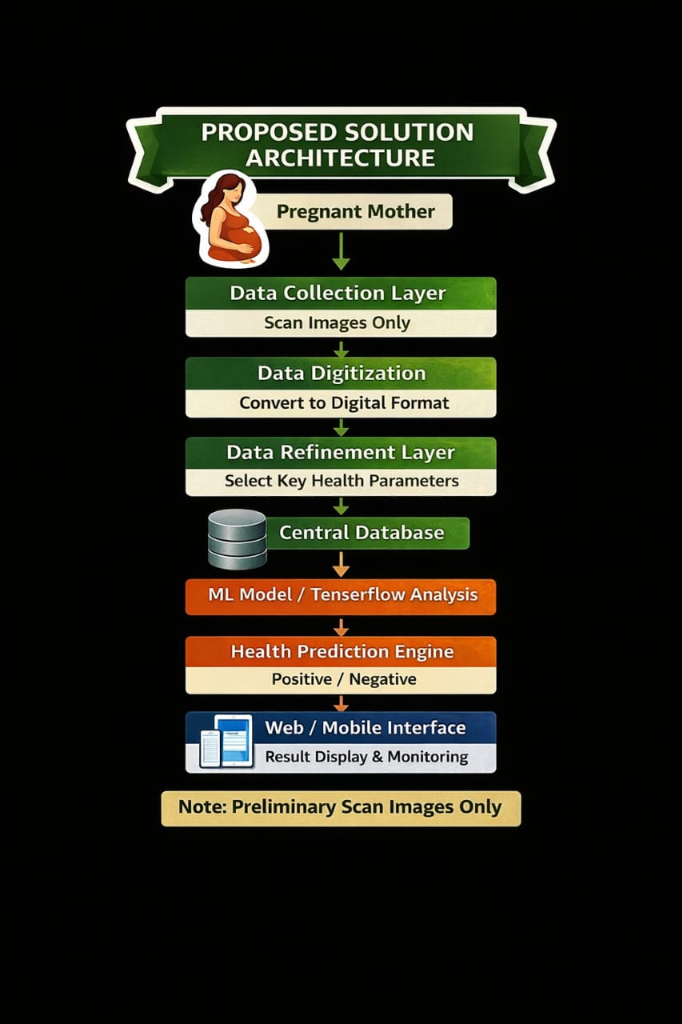 PROPOSED SOLUTION
ARCHITECTURE
Pregnant Mother
Data Collection Layer
Scan Images Only
Data Digitization
Convert to Digital Format
Data Refinement Layer
Select Key Health Parameters
Central Database
ML Model / Tenserflow Analysis
Health Prediction Engine
Positive / Negative
Web / Mobile Interface
Result Display & Monitoring
Note: Preliminary Scan Images Only